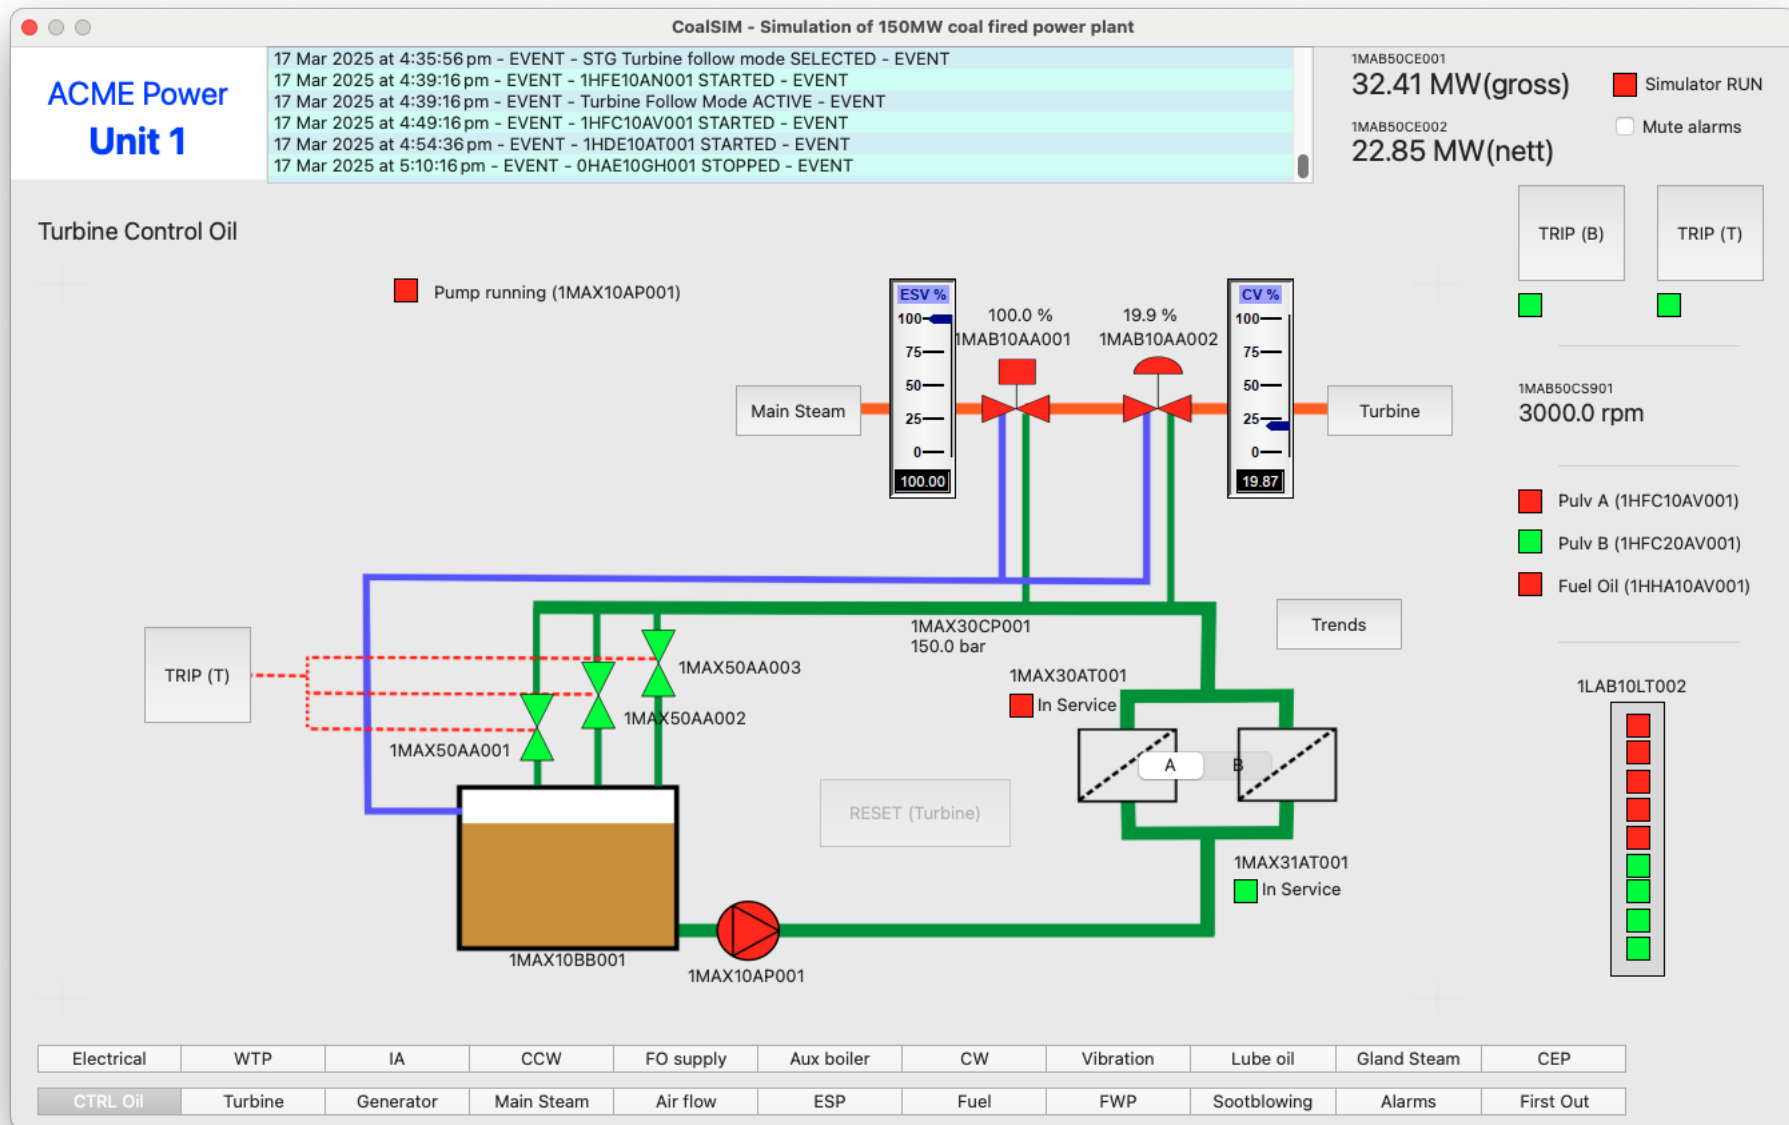 CoalSIM - Simulation of 150MW coal fired power plant
ACME Power
Unit 1
17 Mar 2025 at 4:35:56 pm - EVENT - STG Turbine follow mode SELECTED - EVENT
17 Mar 2025 at 4:39:16 pm - EVENT - 1HFE10AN001 STARTED - EVENT
17 Mar 2025 at 4:39:16 pm - EVENT - Turbine Follow Mode ACTIVE - EVENT
17 Mar 2025 at 4:49:16 pm - EVENT - 1HFC10AV001 STARTED - EVENT
17 Mar 2025 at 4:54:36 pm - EVENT - 1HDE10AT001 STARTED - EVENT
17 Mar 2025 at 5:10:16 pm - EVENT - 0HAE10GH001 STOPPED - EVENT
1MAB50CE001
32.41 MW(gross)
1MAB50CE002
22.85 MW(nett)
Simulator RUN
Mute alarms
TRIP (B)
TRIP (T)
Turbine Control Oil
Pump running (1MAX10AP001)
ESV %
100
75
50
25
0
100.00
100.0 %
1MAB10AA001
19.9 %
1MAB10AA002
CV %
100
75
50
25
0
19.87
Main Steam
Turbine
1MAB50CS901
3000.0 rpm
Pulv A (1HFC10AV001)
Pulv B (1HFC20AV001)
Fuel Oil (1HHA10AV001)
1MAX30CP001
150.0 bar
Trends
TRIP (T)
1MAX50AA003
1MAX50AA002
1MAX50AA001
1MAX30AT001
In Service
A
B
1LAB10LT002
RESET (Turbine)
1MAX31AT001
In Service
1MAX10BB001
1MAX10AP001
Electrical
WTP
IA
CCW
FO supply
Aux boiler
CW
Vibration
Lube oil
Gland Steam
CEP
CTRL Oil
Turbine
Generator
Main Steam
Air flow
ESP
Fuel
FWP
Sootblowing
Alarms
First Out